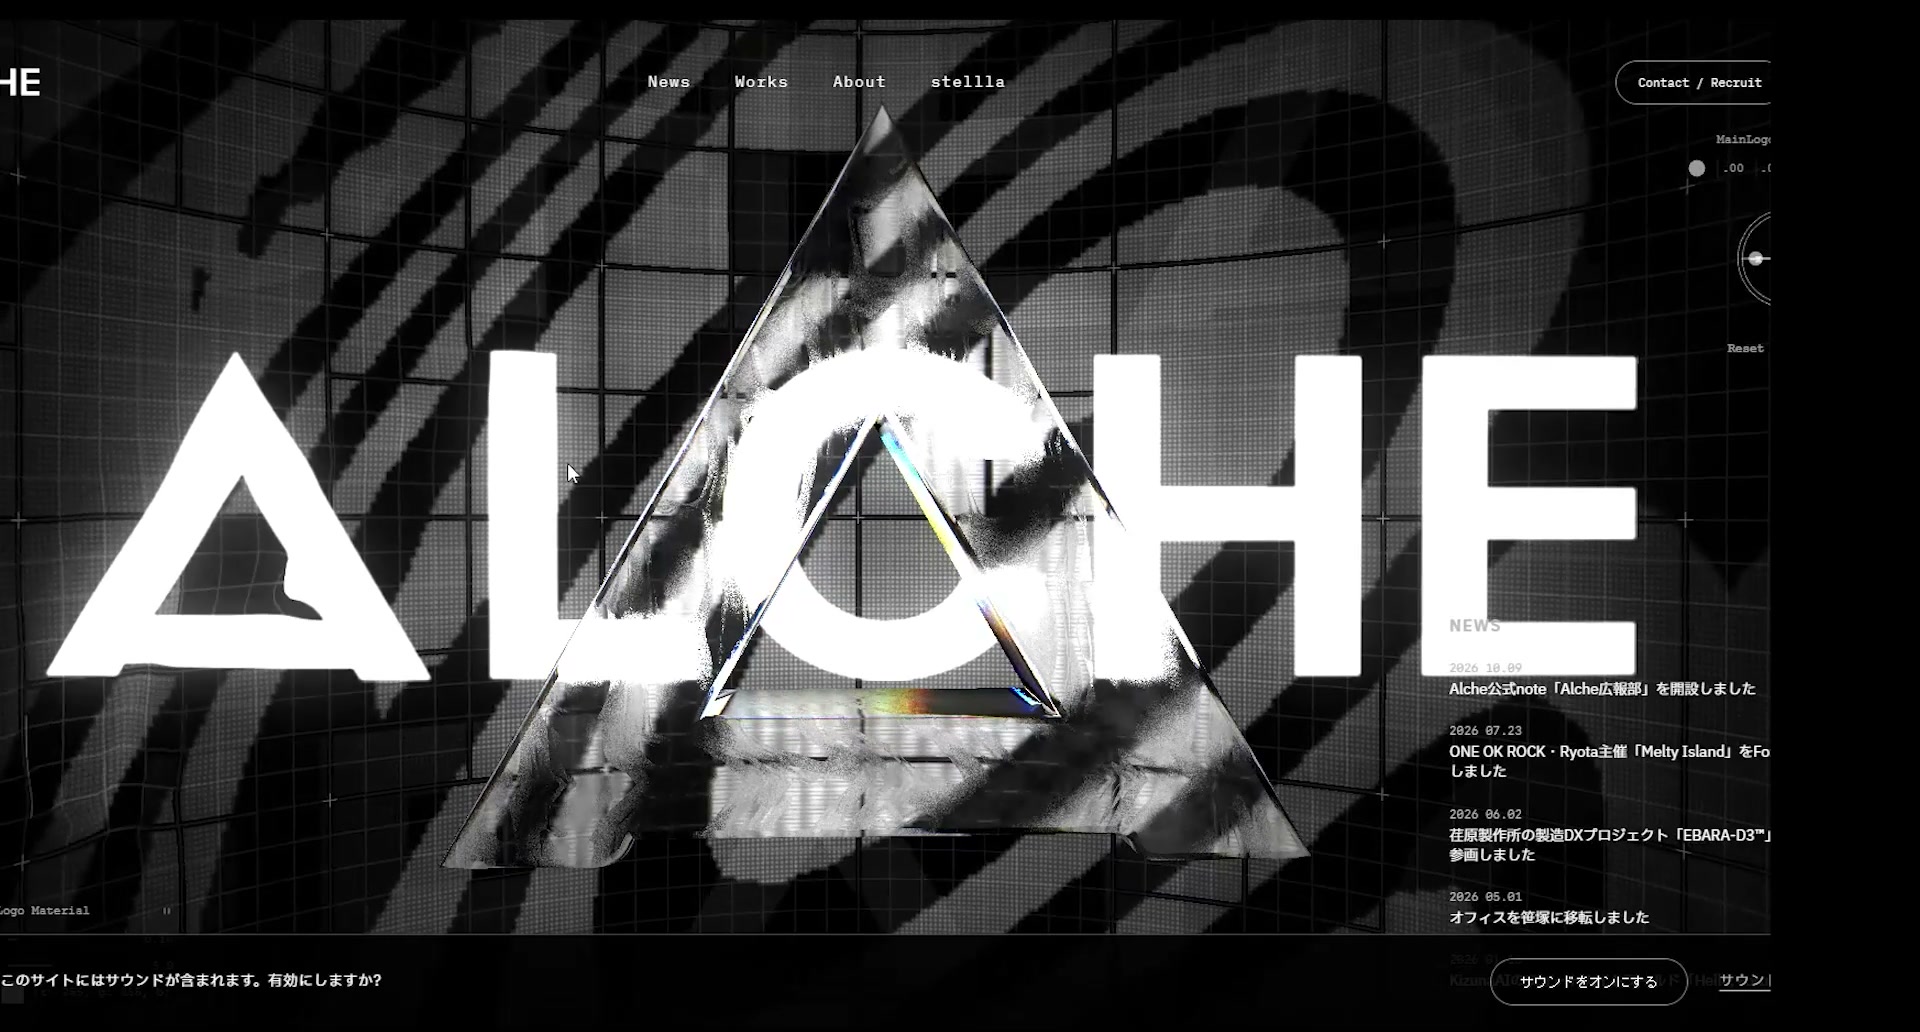 HE
News
Works
About
stellla
Contact / Recruit
.00
Reset
ALCHE
NEWS
2026 10.09
Alche公式note「Alche広報部」を開設しました
2026 07.23
ONE OK ROCK・Ryota主催「Melty Island」をFo
しました
2026 06.02
荏原製作所の製造DXプロジェクト「EBARA-D3™」
参画しました
2026 05.01
オフィスを笹塚に移転しました
Logo Material
このサイトにはサウンドが含まれます。有効にしますか?
サウンドをオンにする